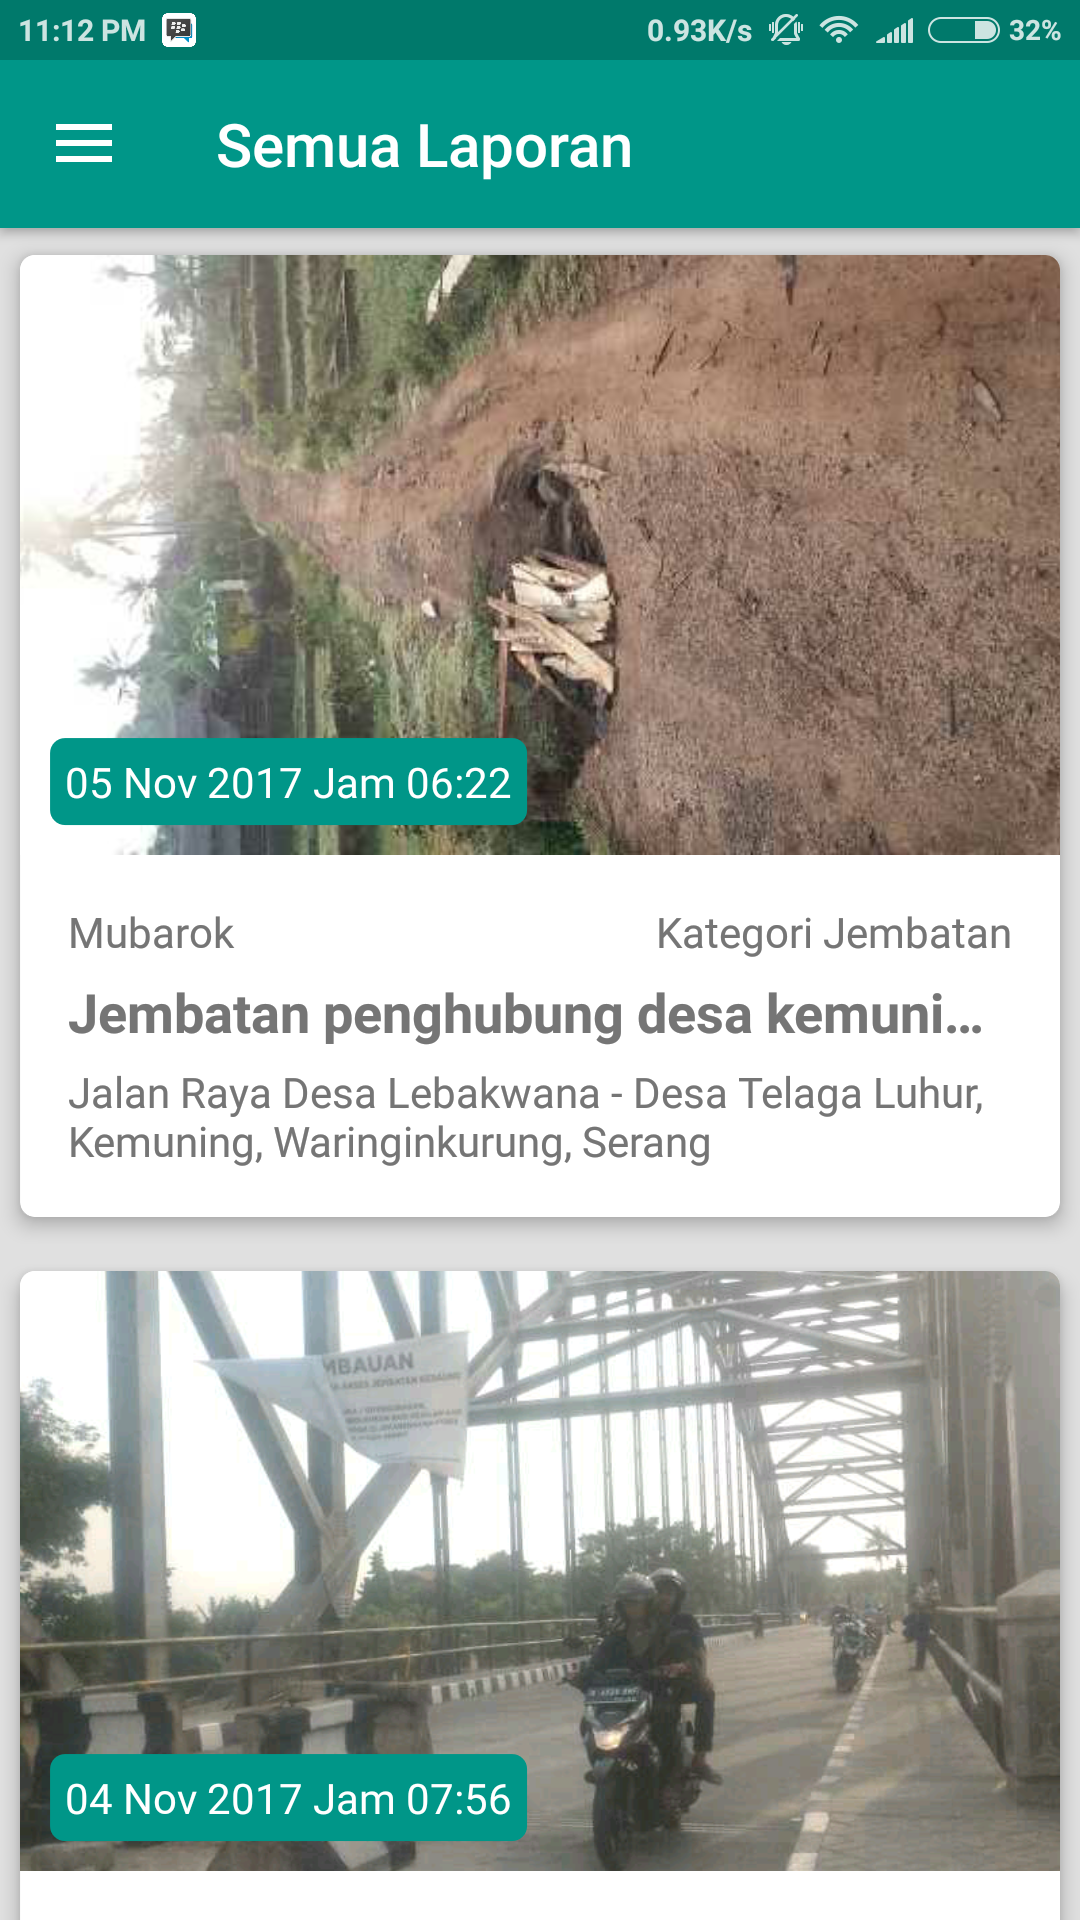 11:12 PM 0.93K/s 32%
Semua Laporan
05 Nov 2017 Jam 06:22
Mubarok Kategori Jembatan
Jembatan penghubung desa kemuni...
Jalan Raya Desa Lebakwana - Desa Telaga Luhur,
Kemuning, Waringinkurung, Serang
MBAUAN
04 Nov 2017 Jam 07:56